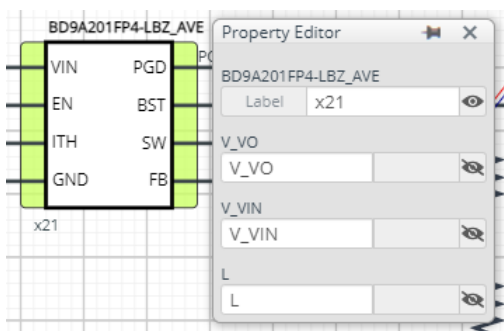 BD9A201FP4-LBZ_AVE
VIN PGD
EN BST
ITH SW
GND FB
x21
Property Editor
BD9A201FP4-LBZ_AVE
Label x21
V_VO
V_VO
V_VIN
V_VIN
L
L